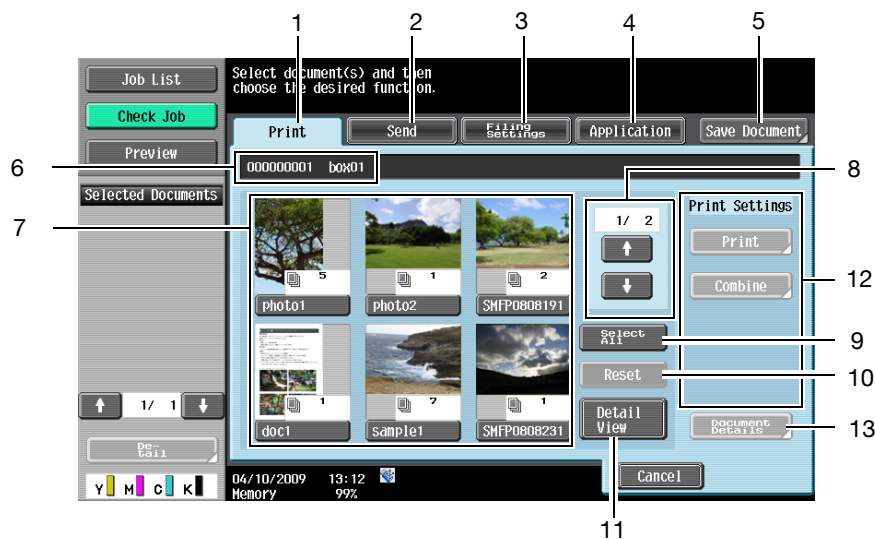 1
2
3
4
5
Job List
Select document(s) and then
choose the desired function.
Check Job
Print
Send
Filing
Settings
Application
Save Document
Preview
6
000000001 box01
8
Selected Documents
7
1/ 2
Print Settings
Print
5
1
2
12
Combine
photo1
photo2
SMFP0808191
Select
All
9
Reset
10
1/ 1
1
7
1
Detail
View
Document
Details
13
doc1
sample1
SMFP0808231
De-
tail
Cancel
04/10/2009 13:12
Memory 99%
Y M C K
11